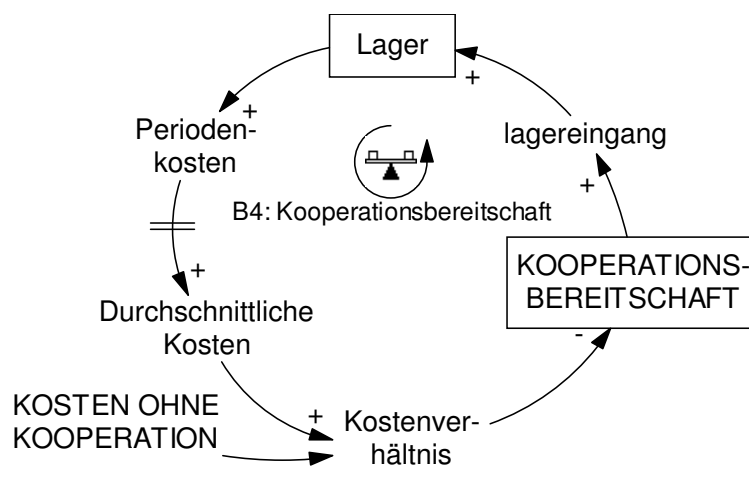 Lager
+
+
Perioden-
kosten
lagereingang
B4: Kooperationsbereitschaft
+
KOOPERATIONS-
BEREITSCHAFT
+
Durchschnittliche
Kosten
-
KOSTEN OHNE
KOOPERATION
+
Kostenver-
hältnis